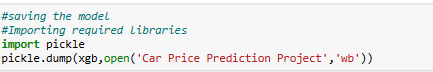 #saving the model
#Importing required libraries
import pickle
pickle.dump(xgb,open('Car Price Prediction Project','wb'))